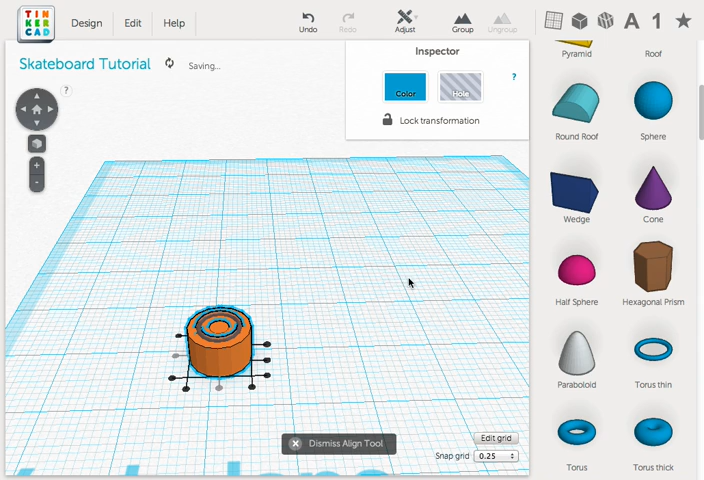 TIN
KER
CAD
Design
Edit
Help
Undo
Redo
Adjust
Group
Ungroup
A
1
Skateboard Tutorial
Saving...
?
Inspector
Color
Hole
?
Lock transformation
+
-
Pyramid
Roof
Round Roof
Sphere
Wedge
Cone
Half Sphere
Hexagonal Prism
Paraboloid
Torus thin
Torus
Torus thick
Dismiss Align Tool
Edit grid
Snap grid
0.25